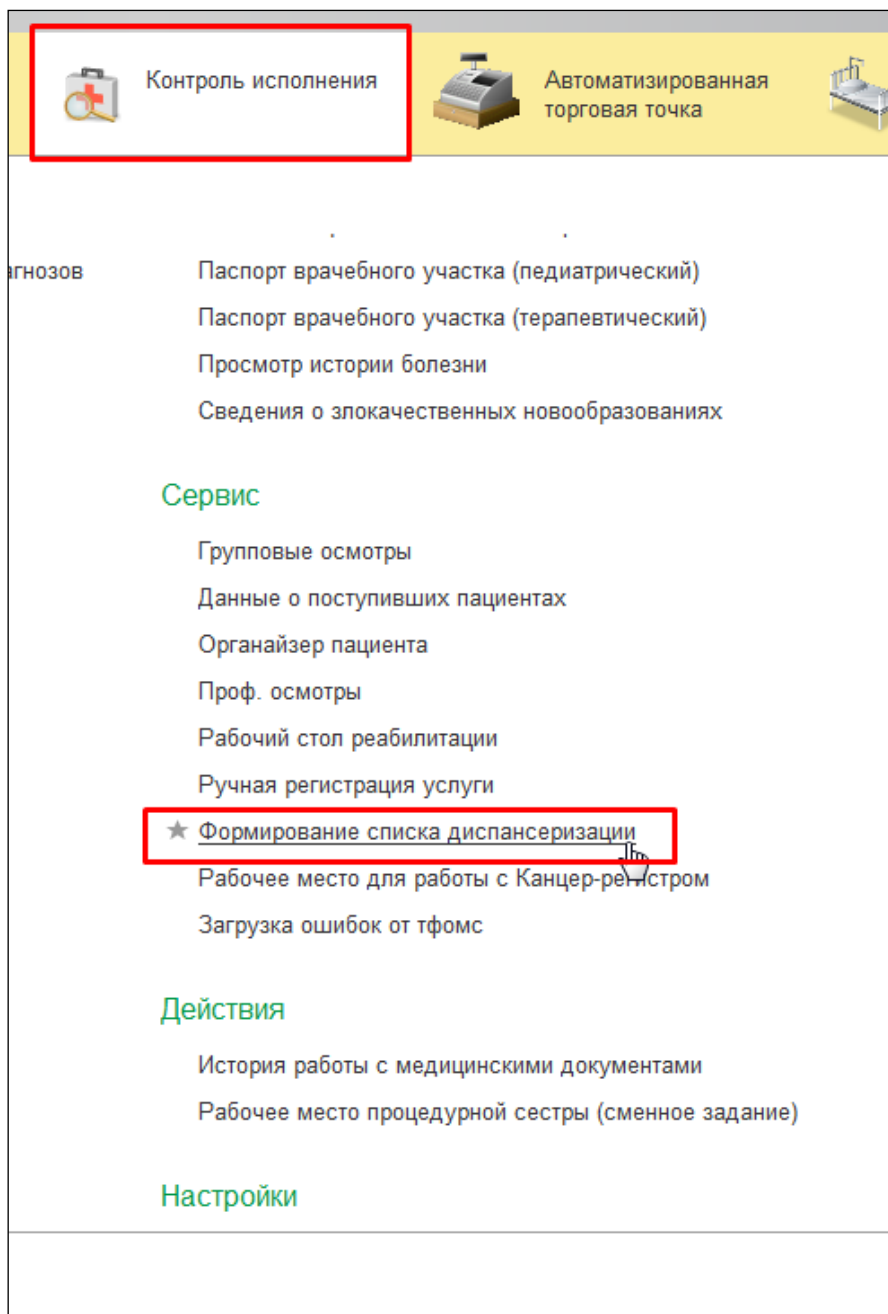 Контроль исполнения
Автоматизированная
торговая точка
агнозов
Паспорт врачебного участка (педиатрический)
Паспорт врачебного участка (терапевтический)
Просмотр истории болезни
Сведения о злокачественных новообразованиях
Сервис
Групповые осмотры
Данные о поступивших пациентах
Органайзер пациента
Проф. осмотры
Рабочий стол реабилитации
Ручная регистрация услуги
Формирование списка диспансеризации
Рабочее место для работы с Канцер-регистром
Загрузка ошибок от тфомс
Действия
История работы с медицинскими документами
Рабочее место процедурной сестры (сменное задание)
Настройки